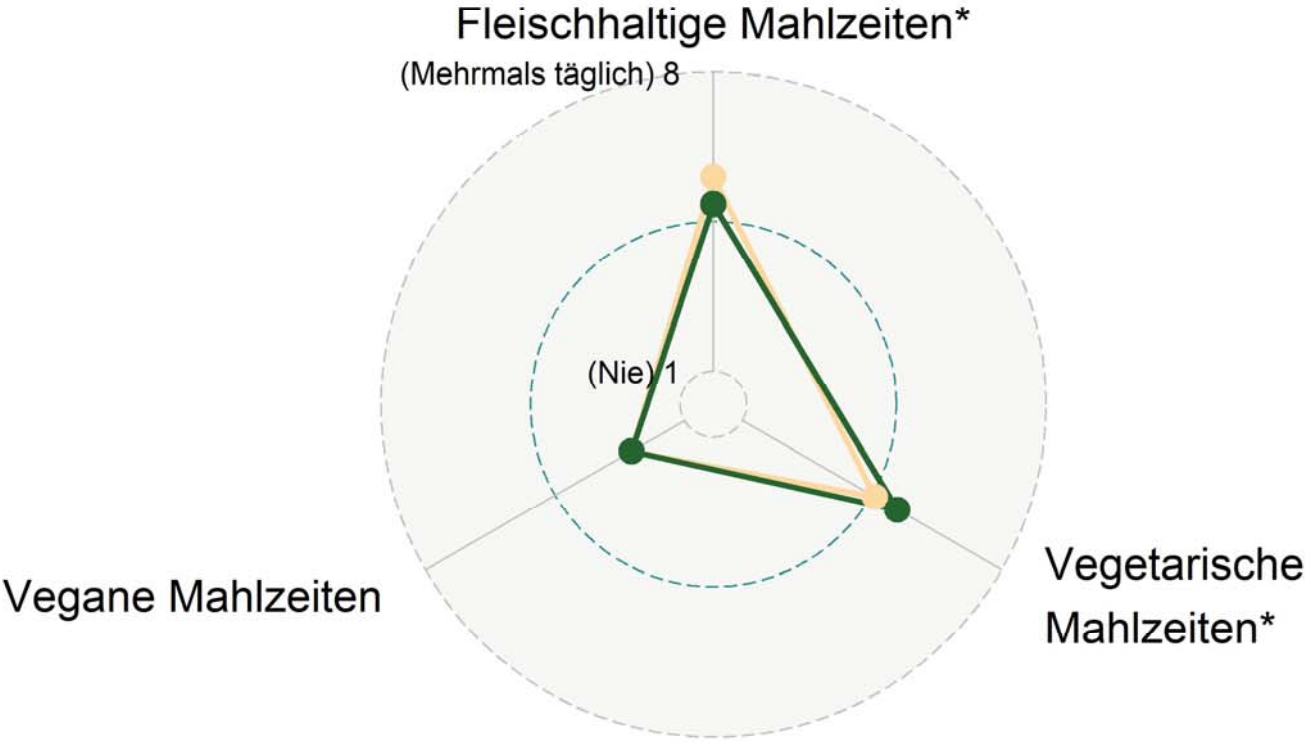 Fleischhaltige Mahlzeiten*
(Mehrmals täglich) 8
(Nie) 1
Vegane Mahlzeiten
Vegetarische
Mahlzeiten*